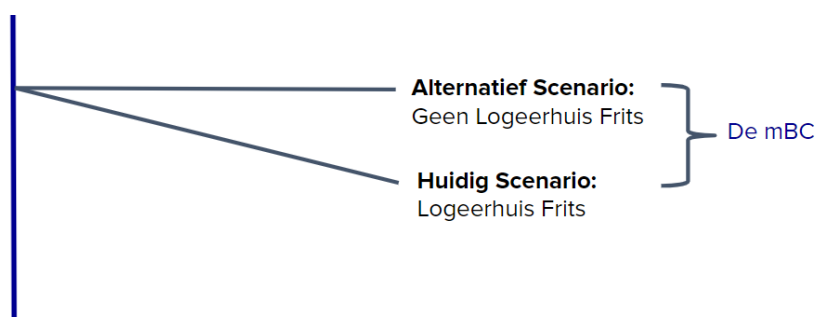 Alternatief Scenario:
Geen Logeerhuis Frits
De mBC
Huidig Scenario:
Logeerhuis Frits